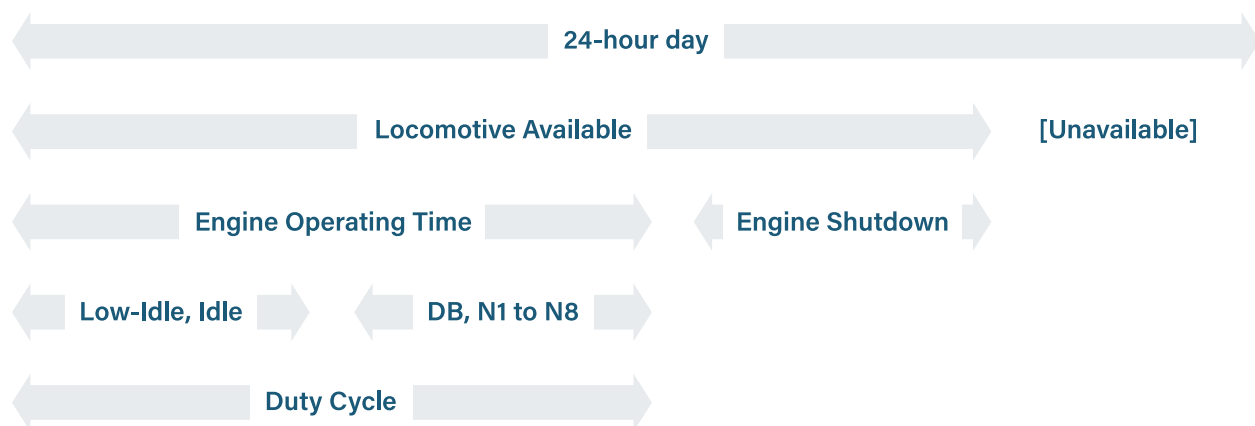 24-hour day
Locomotive Available [Unavailable]
Engine Operating Time Engine Shutdown
Low-Idle, Idle DB, N1 to N8
Duty Cycle